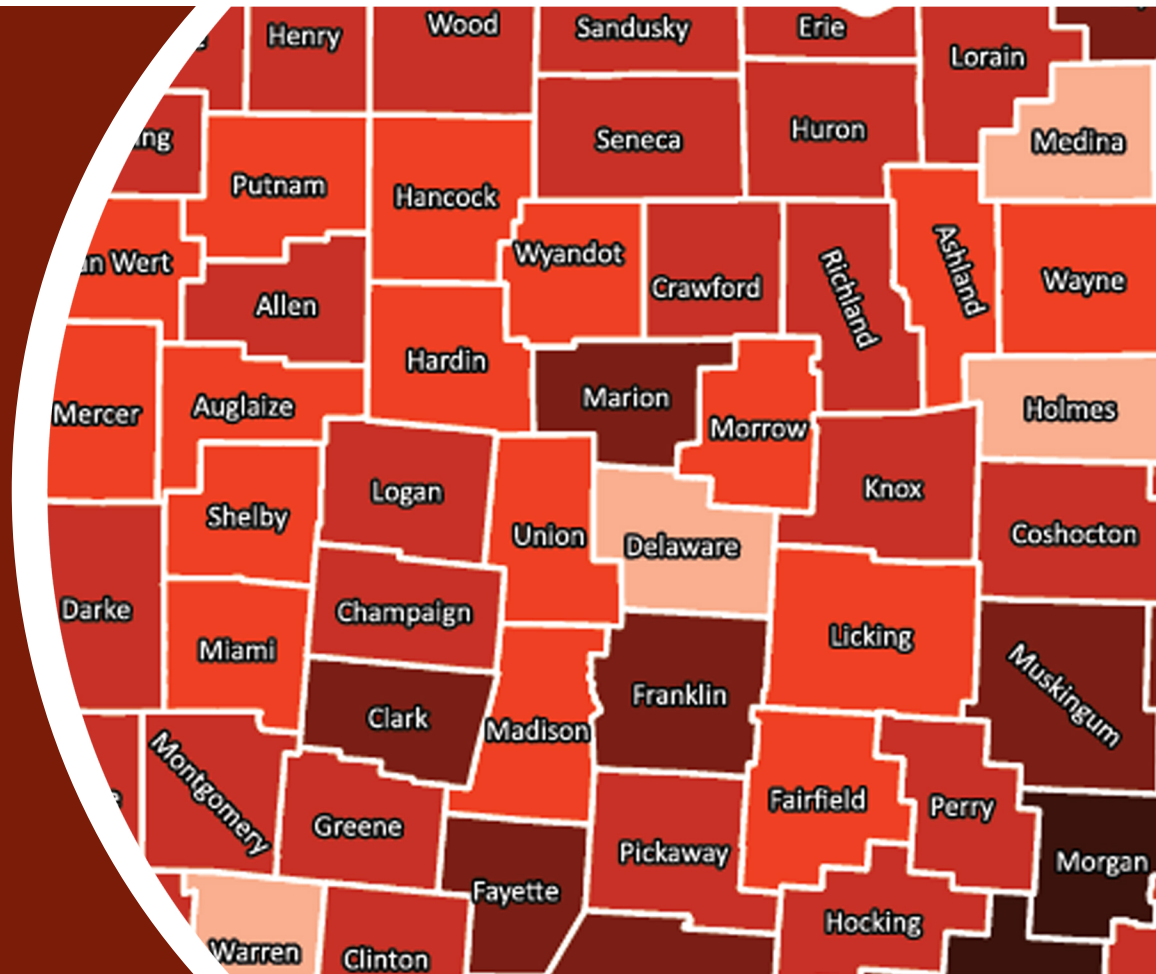 Henry
Wood
Sandusky
Erie
Lorain
Medina
Seneca
Huron
Putnam
Hancock
Wyandot
Crawford
Richland
Ashland
Wayne
an Wert
Allen
Hardin
Marion
Morrow
Holmes
Mercer
Auglaize
Logan
Knox
Coshocton
Shelby
Union
Delaware
Darke
Champaign
Licking
Miami
Clark
Madison
Franklin
Muskingum
Montgomery
Greene
Pickaway
Fairfield
Perry
Morgan
Fayette
Hocking
Warren
Clinton